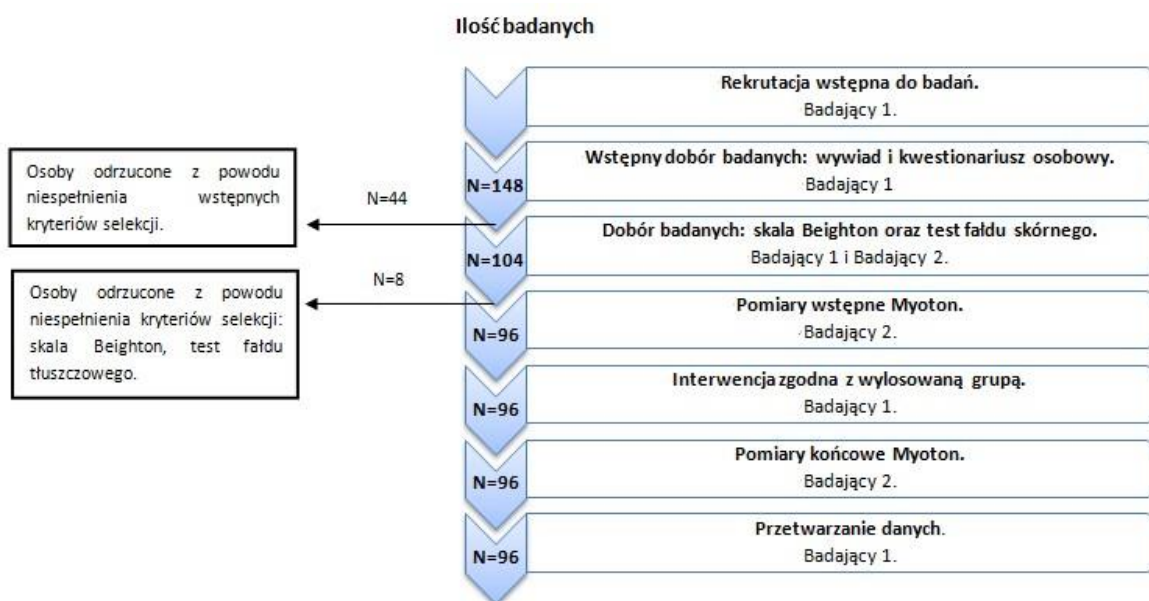 Ilość badanych
Rekrutacja wstępna do badań.
Badający 1.
Wstępny dobór badanych: wywiad i kwestionariusz osobowy.
N=148
Badający 1
Osoby odrzucone z powodu
niespełnienia wstępnych
kryteriów selekcji.
N=44
Dobór badanych: skala Beighton oraz test fałdu skórnego.
N=104
Badający 1 i Badający 2.
Osoby odrzucone z powodu
niespełnienia kryteriów selekcji:
skala Beighton, test fałdu
tłuszczowego.
N=8
Pomiary wstępne Myoton.
N=96
Badający 2.
Interwencja zgodna z wylosowaną grupą.
N=96
Badający 1.
Pomiary końcowe Myoton.
N=96
Badający 2.
Przetwarzanie danych.
N=96
Badający 1.